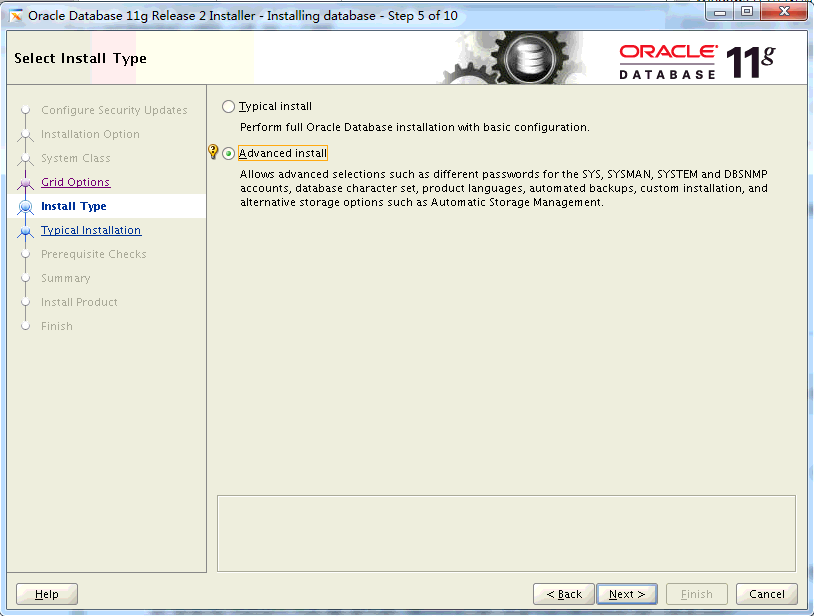 Oracle Database 11g Release 2 Installer - Installing database - Step 5 of 10
Select Install Type
ORACLE
DATABASE
11g
Configure Security Updates
Installation Option
System Class
Grid Options
Install Type
Typical Installation
Prerequisite Checks
Summary
Install Product
Finish
Typical install
Perform full Oracle Database installation with basic configuration.
Advanced install
Allows advanced selections such as different passwords for the SYS, SYSMAN, SYSTEM and DBSNMP
accounts, database character set, product languages, automated backups, custom installation, and
alternative storage options such as Automatic Storage Management.
Help
< Back
Next >
Finish
Cancel